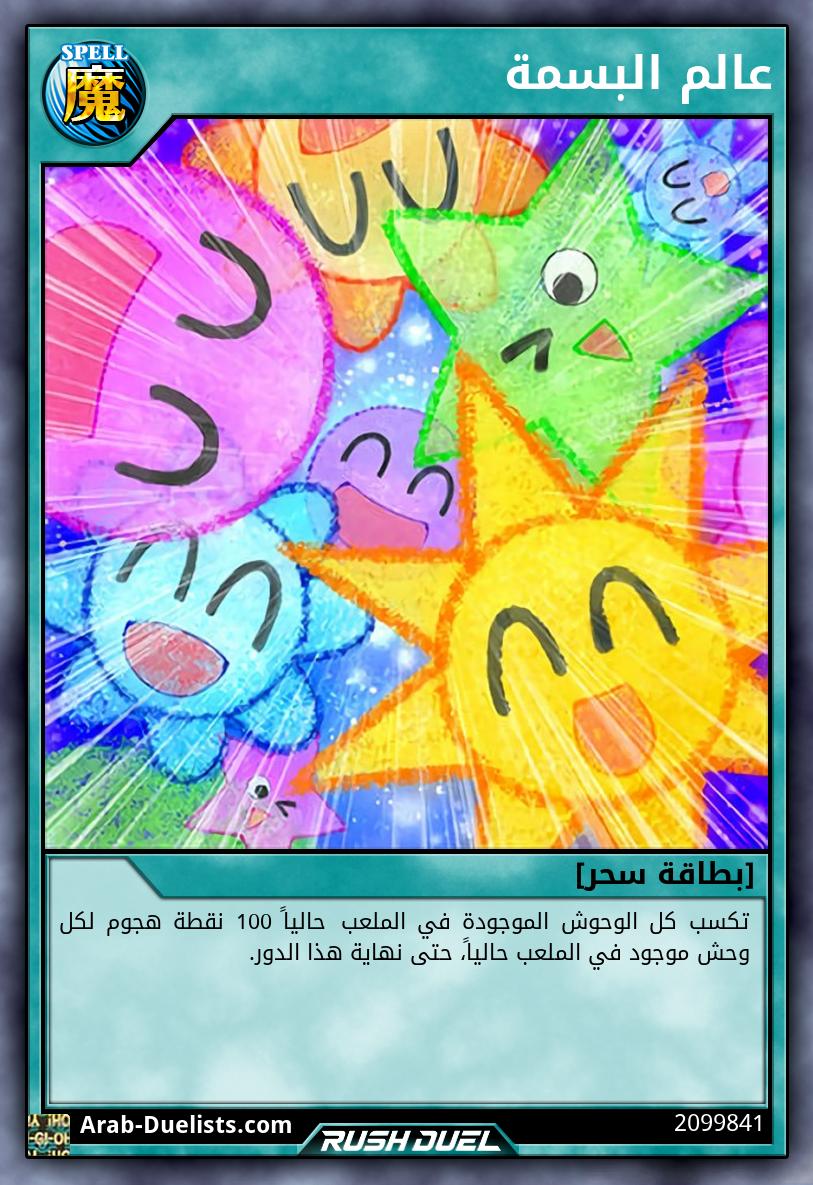 SPELL
魔
عالم البسمة
[بطاقة سحر]
تكسب كل الوحوش الموجودة في الملعب حالياً 100 نقطة هجوم لكل
وحش موجود في الملعب حالياً، حتى نهاية هذا الدور.
Arab-Duelists.com
RUSH DUEL
2099841